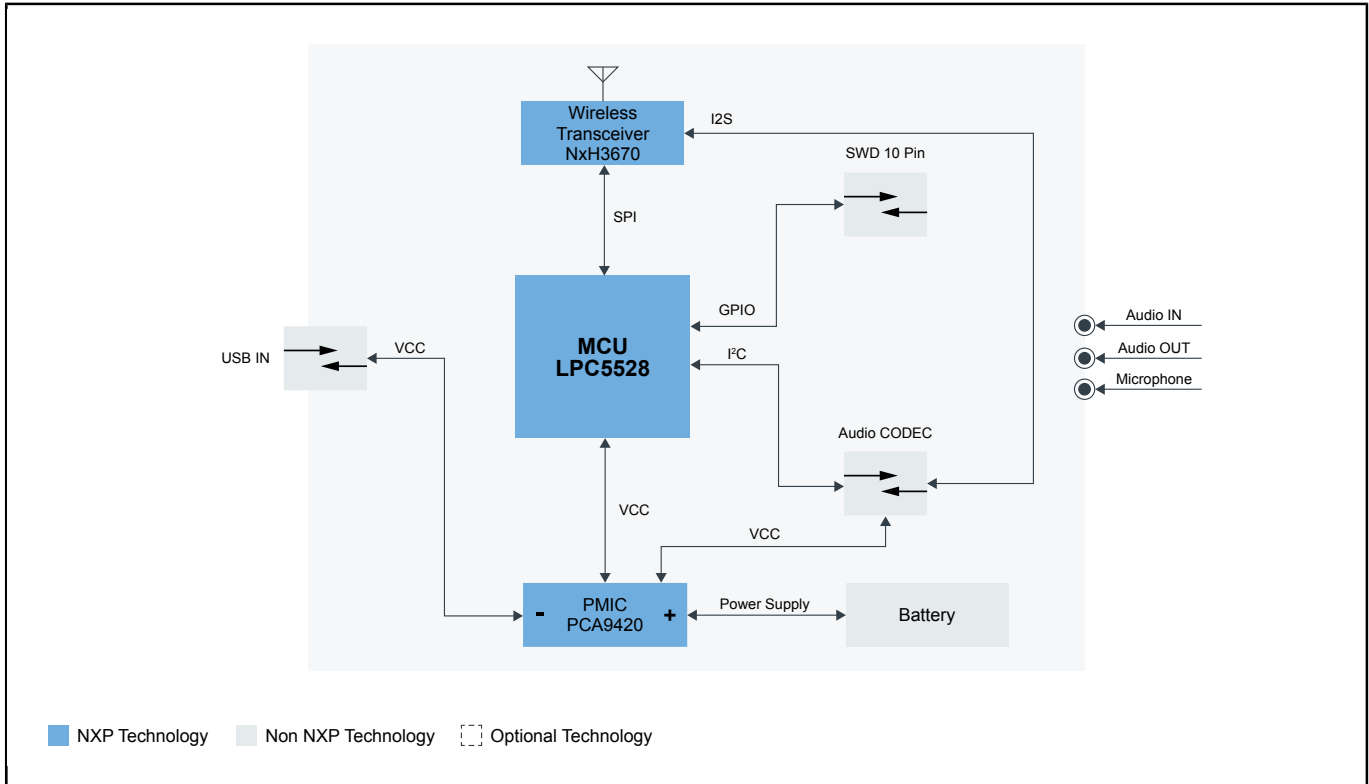 Wireless
Transceiver
NxH3670
I2S
SWD 10 Pin
SPI
GPIO
Audio IN
MCU
LPC5528
USB IN
VCC
I²C
Audio OUT
Microphone
Audio CODEC
VCC
VCC
- PMIC +
PCA9420
Power Supply
Battery
NXP Technology
Non NXP Technology
Optional Technology